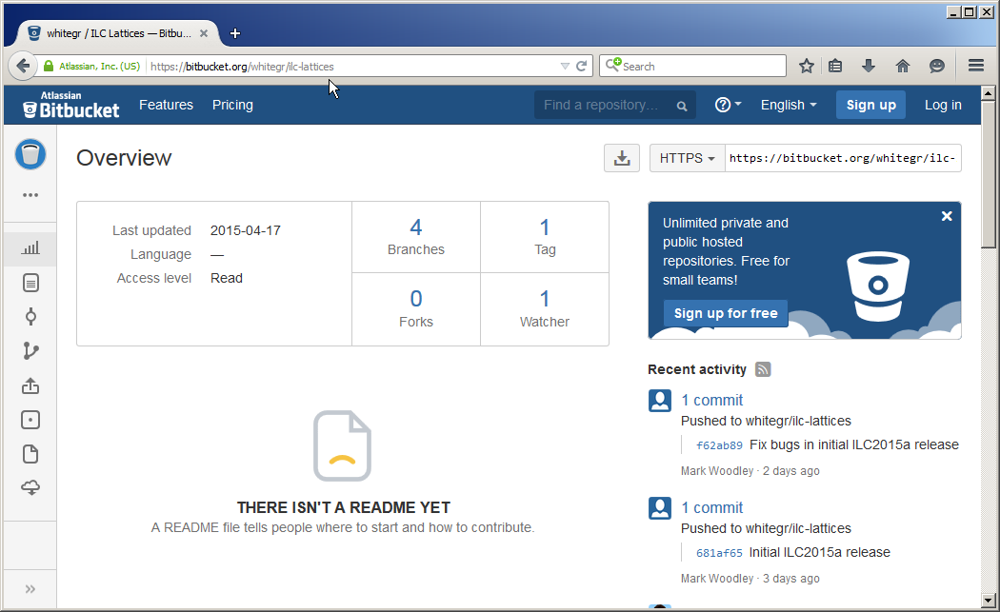 whitegr / ILC Lattices — Bitbu...
Atlassian, Inc. (US)
https://bitbucket.org/whitegr/ilc-lattices
Search
Atlassian
Bitbucket
Features
Pricing
Find a repository...
English
Sign up
Log in
Overview
HTTPS
https://bitbucket.org/whitegr/ilc-
Last updated 2015-04-17
Language —
Access level Read
4
Branches
1
Tag
0
Forks
1
Watcher
Unlimited private and
public hosted
repositories. Free for
small teams!
Sign up for free
THERE ISN'T A README YET
A README file tells people where to start and how to contribute.
Recent activity
1 commit
Pushed to whitegr/ilc-lattices
f62ab89 Fix bugs in initial ILC2015a release
Mark Woodley · 2 days ago
1 commit
Pushed to whitegr/ilc-lattices
681af65 Initial ILC2015a release
Mark Woodley · 3 days ago